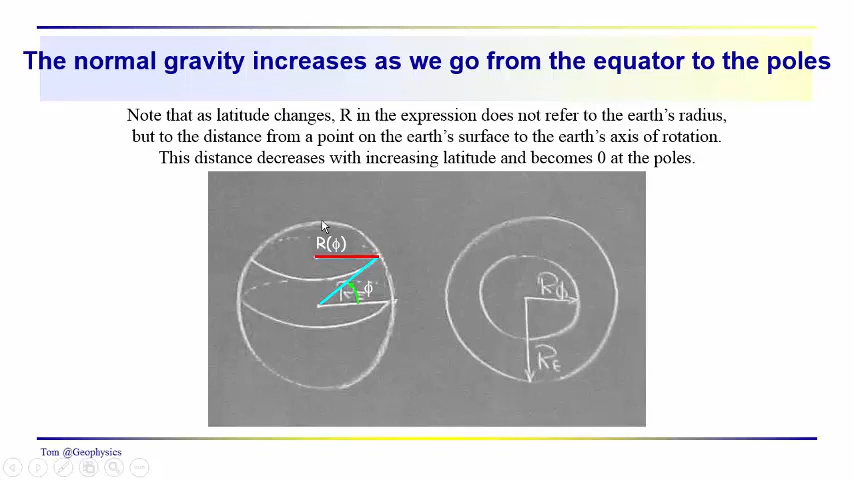 The normal gravity increases as we go from the equator to the poles
Note that as latitude changes, R in the expression does not refer to the earth's radius,
but to the distance from a point on the earth's surface to the earth's axis of rotation.
This distance decreases with increasing latitude and becomes 0 at the poles.
R(ϕ)
R_E ϕ
Rϕ
R_E
Tom @Geophysics